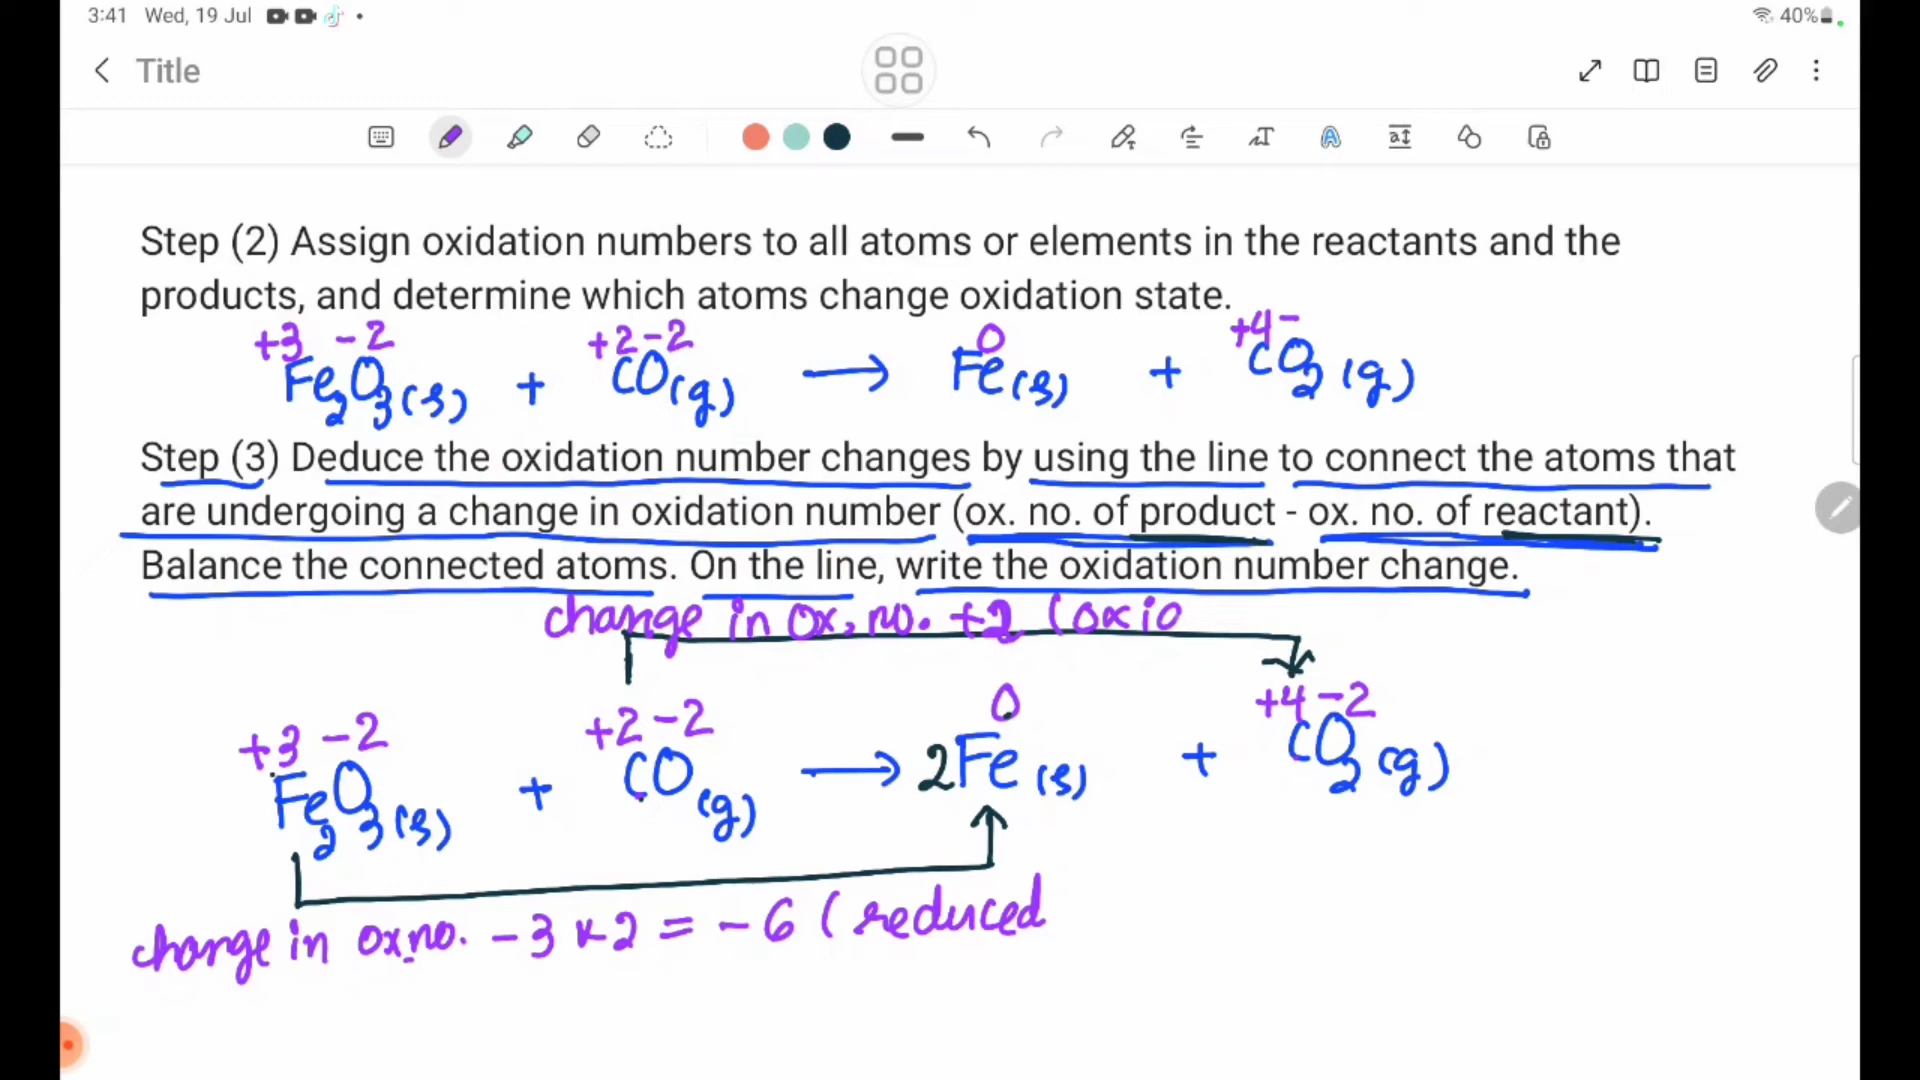 3:41 Wed, 19 Jul
40%
Title
Step (2) Assign oxidation numbers to all atoms or elements in the reactants and the
products, and determine which atoms change oxidation state.
+3 -2 +2 -2 0 +4 -
Fe₂O₃(s) + CO(g) → Fe(s) + CO₂(g)
Step (3) Deduce the oxidation number changes by using the line to connect the atoms that
are undergoing a change in oxidation number (ox. no. of product - ox. no. of reactant).
Balance the connected atoms. On the line, write the oxidation number change.
change in ox. no. +2 (oxio
+3 -2 +2 -2 0 +4 -2
Fe₂O₃(s) + CO(g) → 2Fe(s) + CO₂(g)
change in ox.no. -3 x 2 = -6 (reduced